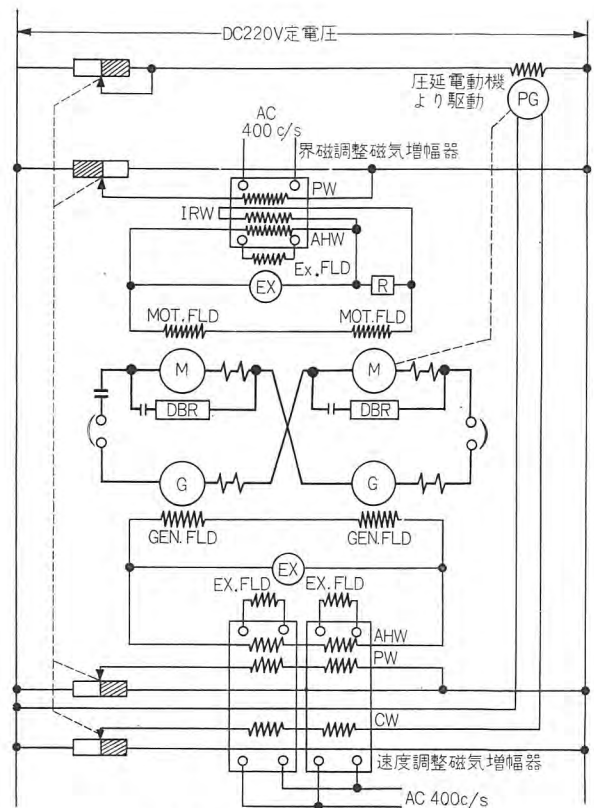 DC220V定電圧
圧延電動機
より駆動
PG
AC
400 c/s
界磁調整磁気増幅器
PW
IRW
AHW
Ex.FLD
EX
R
MOT.FLD
MOT.FLD
M
M
DBR
DBR
G
G
GEN.FLD
GEN.FLD
EX
EX.FLD
EX.FLD
AHW
PW
CW
速度調整磁気増幅器
AC 400c/s